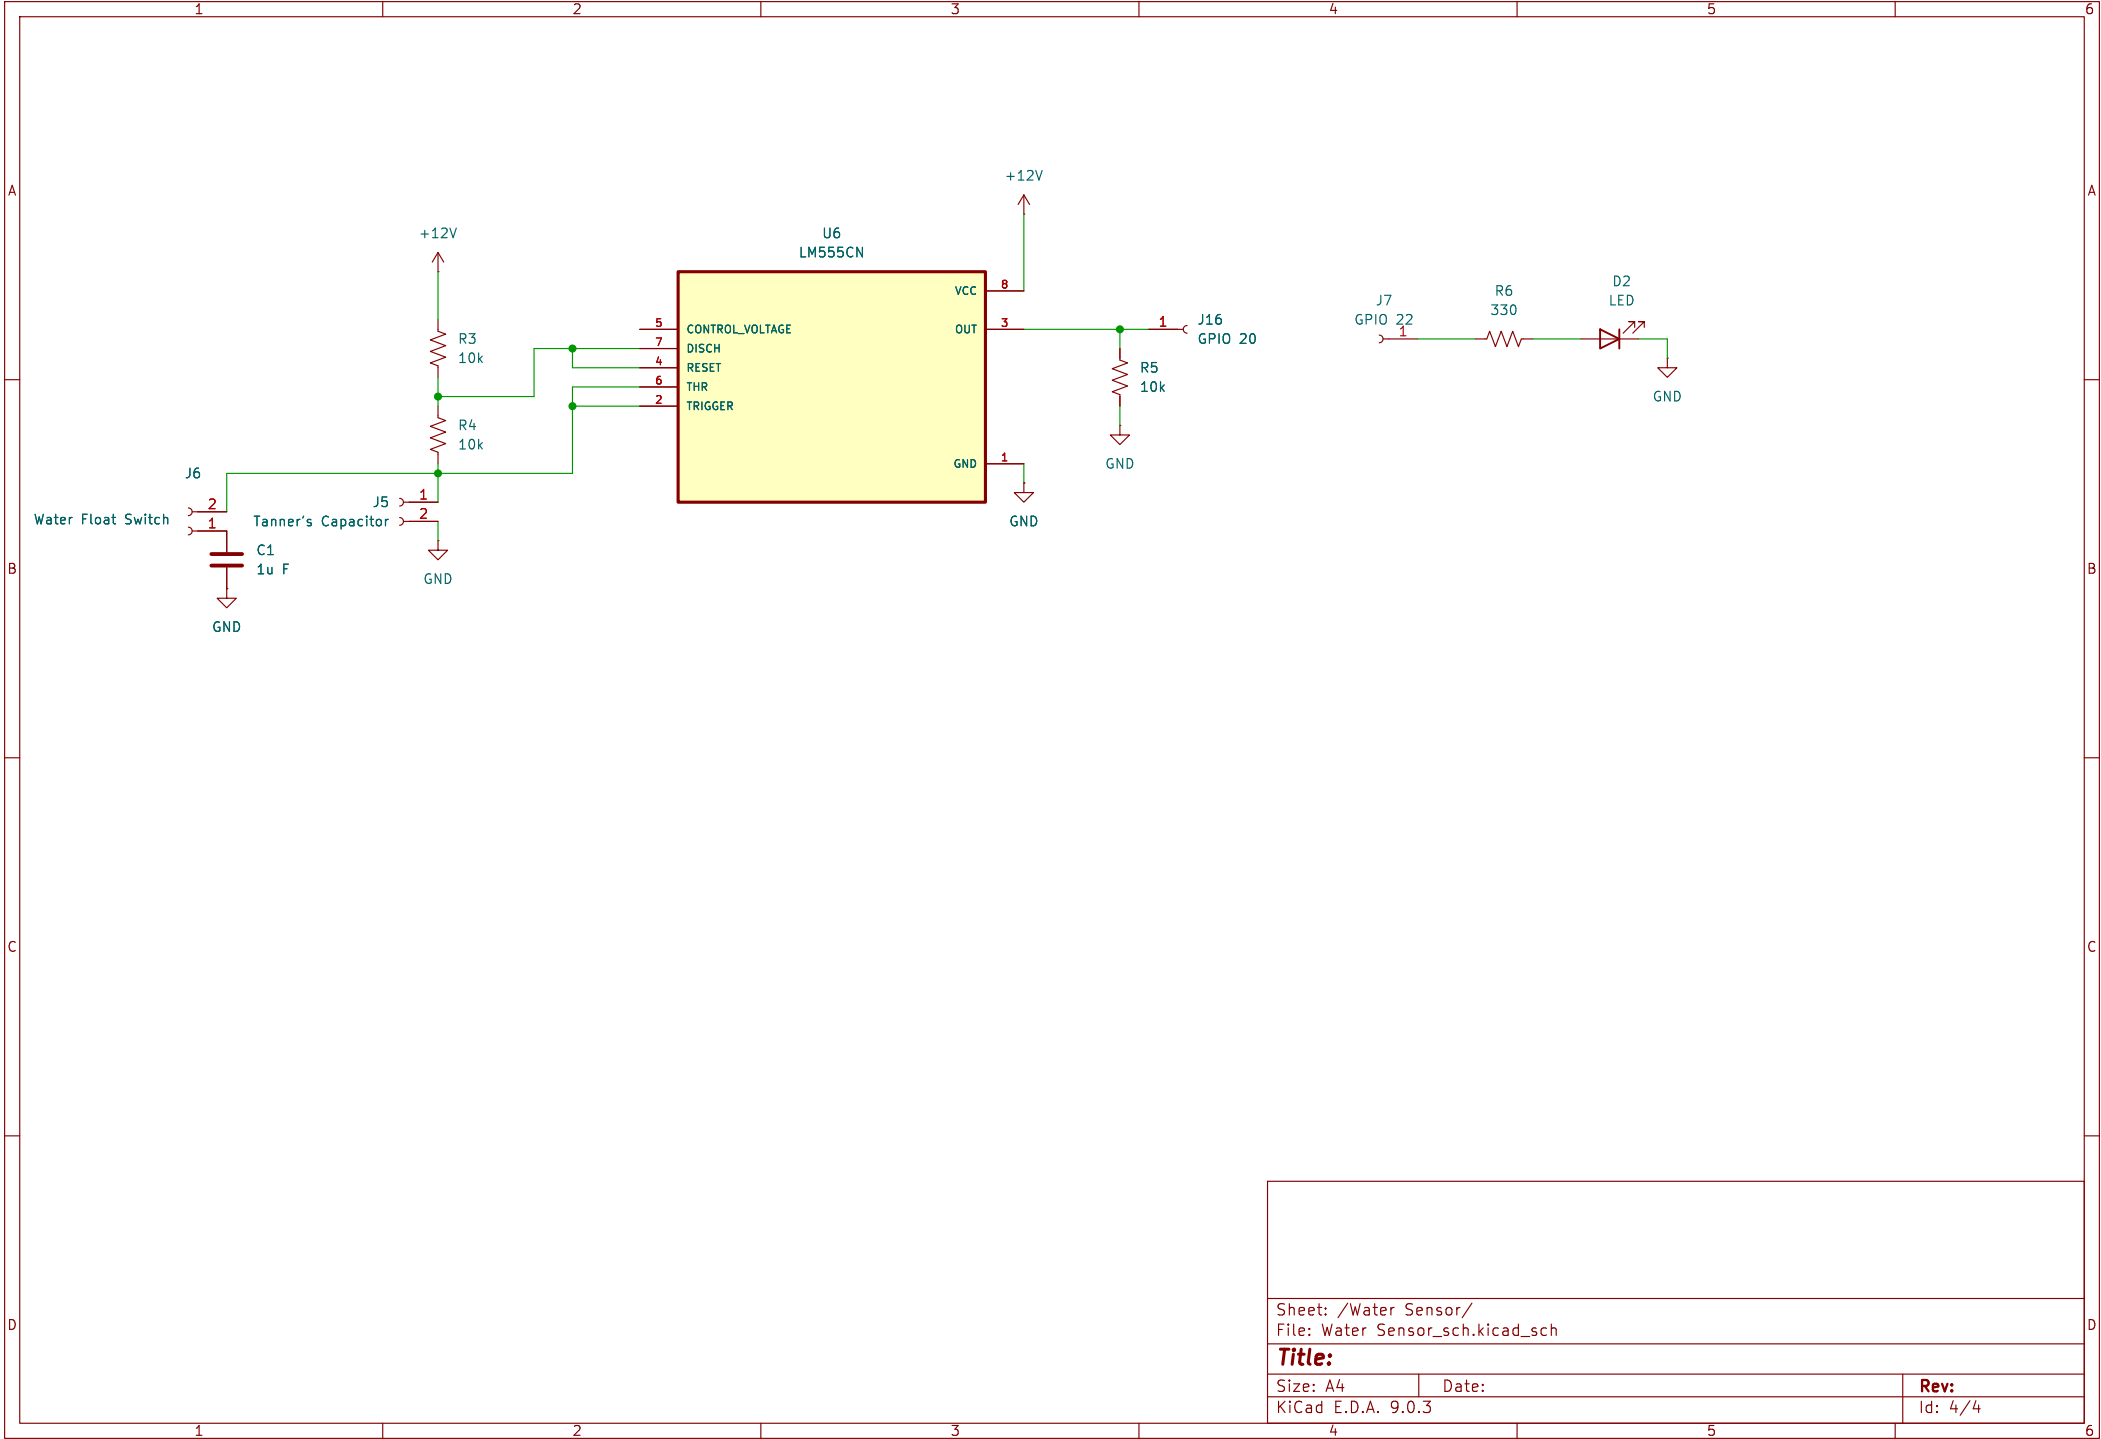 1 2 3 4 5 6
A A
B B
C C
D D
+12V
R3
10k
R4
10k
J6
2
1
Water Float Switch
C1
1u F
GND
J5
1
2
Tanner's Capacitor
GND
U6
LM555CN
5 CONTROL_VOLTAGE
7 DISCH
4 RESET
6 THR
2 TRIGGER
VCC 8
OUT 3
GND 1
+12V
GND
1
J16
GPIO 20
R5
10k
GND
J7
GPIO 22
1
R6
330
D2
LED
GND
Sheet: /Water Sensor/
File: Water Sensor_sch.kicad_sch
Title:
Size: A4 Date: Rev:
KiCad E.D.A. 9.0.3 Id: 4/4
1 2 3 4 5 6